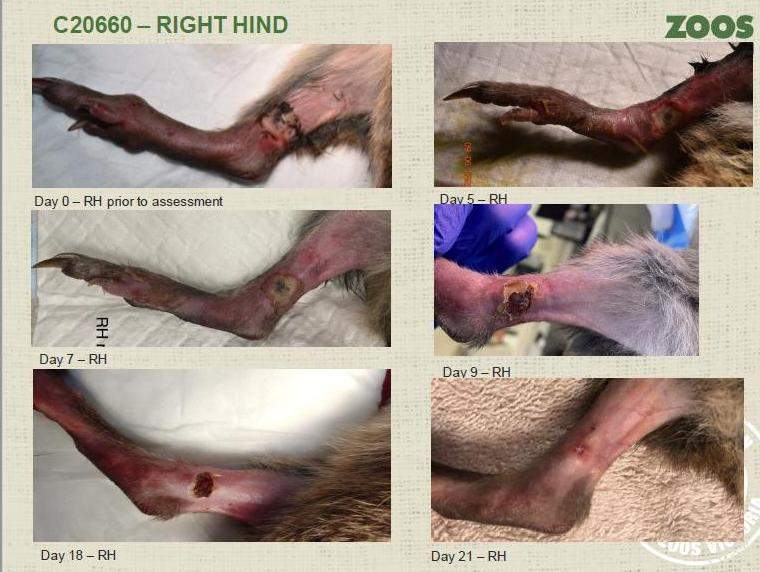 C20660 – RIGHT HIND
ZOOS
Day 0 – RH prior to assessment
Day 5 – RH
RH
Day 7 – RH
Day 9 – RH
Day 18 – RH
Day 21 – RH
ZOOS